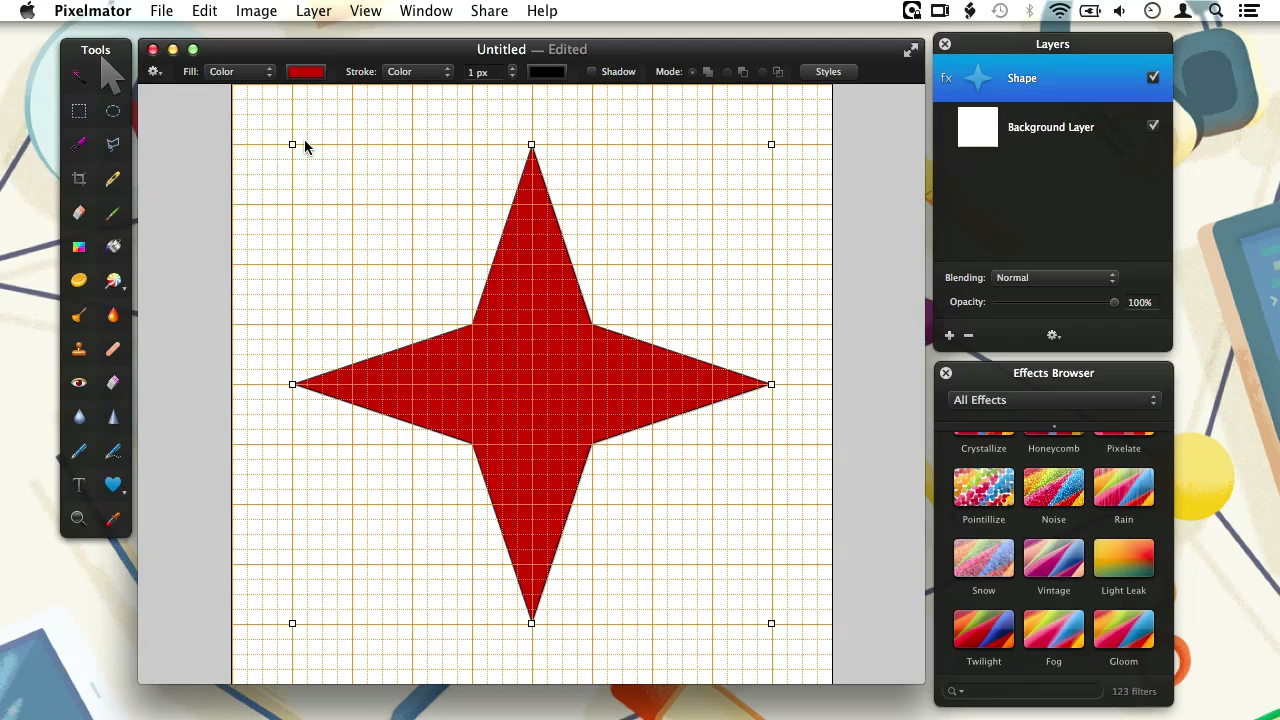 Pixelmator File Edit Image Layer View Window Share Help
Tools
Untitled — Edited
Fill: Color Stroke: Color 1 px Shadow Mode: Styles
Layers
fx Shape
Background Layer
Blending: Normal
Opacity: 100%
Effects Browser
All Effects
Crystallize Honeycomb Pixelate
Pointillize Noise Rain
Snow Vintage Light Leak
Twilight Fog Gloom
123 filters
T